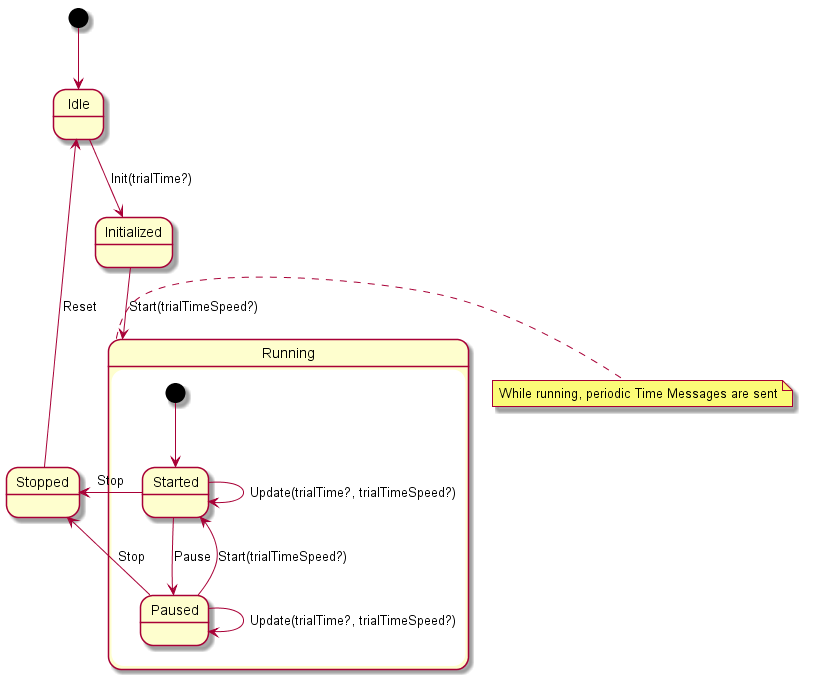 Idle
Init(trialTime?)
Initialized
Reset
Start(trialTimeSpeed?)
Running
While running, periodic Time Messages are sent
Stopped
Stop
Started
Update(trialTime?, trialTimeSpeed?)
Stop
Pause
Start(trialTimeSpeed?)
Paused
Update(trialTime?, trialTimeSpeed?)